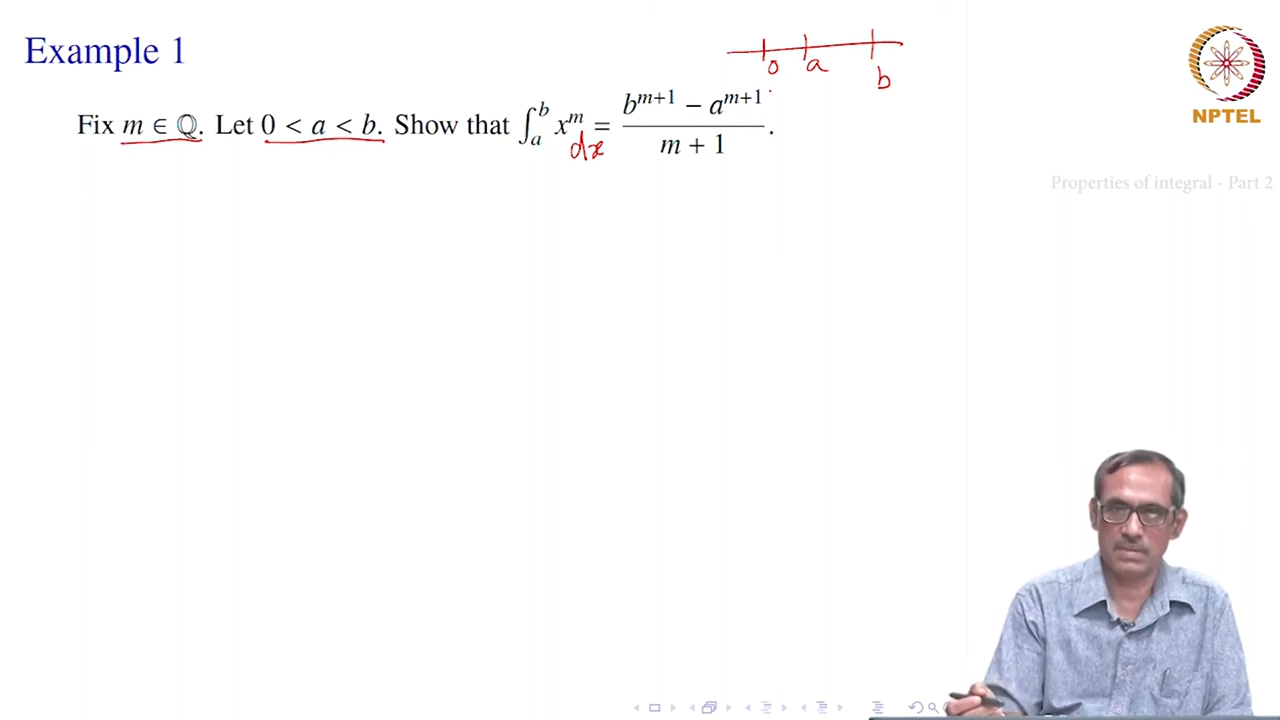 Example 1
0 a b
Fix m ∈ ℚ. Let 0 < a < b. Show that ∫_a^b x^m dx = (b^{m+1} − a^{m+1}) / (m + 1).
NPTEL
Properties of integral - Part 2